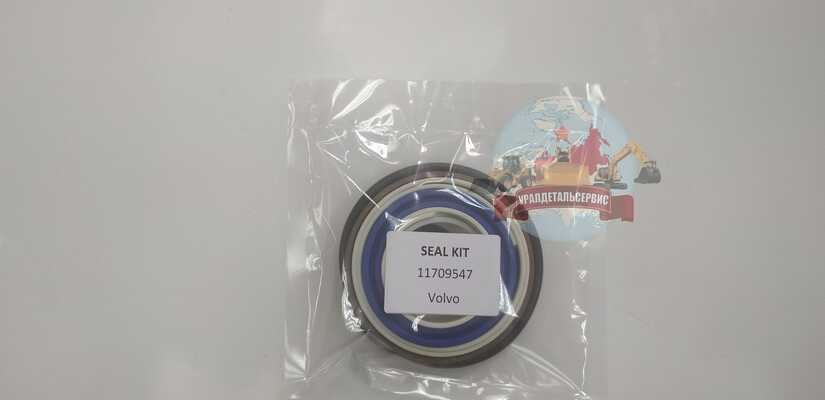 SEAL KIT
11709547
Volvo
УРАЛДЕТАЛЬСЕРВИС